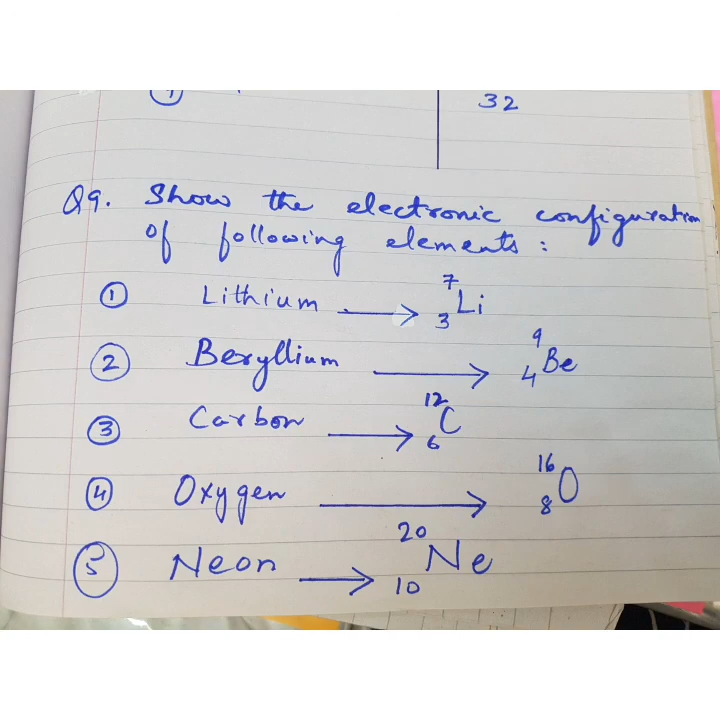 32
Q9. Show the electronic configuration
of following elements :
① Lithium → ⁷₃Li
② Beryllium → ⁹₄Be
③ Carbon → ¹²₆C
④ Oxygen → ¹⁶₈O
⑤ Neon → ²⁰₁₀Ne